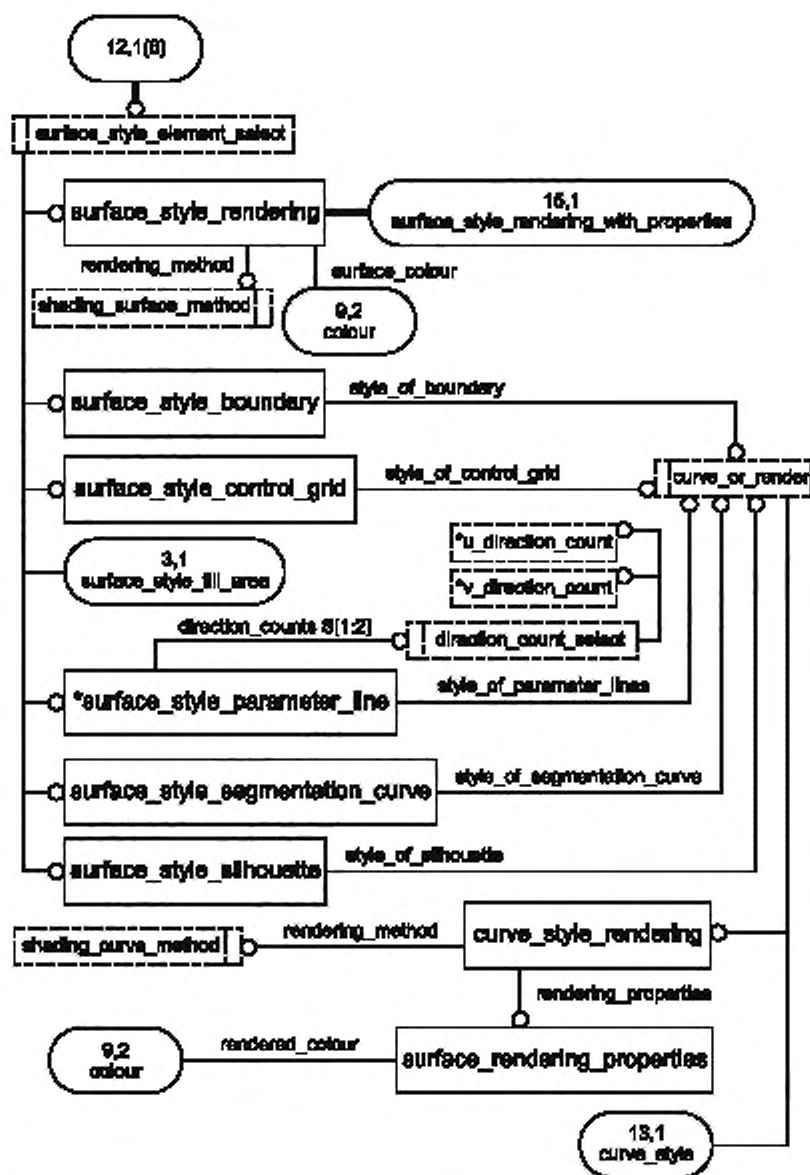 12,1(8)
surface_style_element_select
surface_style_rendering
15,1
surface_style_rendering_with_properties
rendering_method
surface_colour
shading_surface_method
9,2
colour
surface_style_boundary
style_of_boundary
surface_style_control_grid
style_of_control_grid
curve_or_render
*u_direction_count
3,1
surface_style_fill_area
*v_direction_count
direction_counts S[1:2]
direction_count_select
*surface_style_parameter_line
style_of_parameter_lines
surface_style_segmentation_curve
style_of_segmentation_curve
surface_style_silhouette
style_of_silhouette
shading_curve_method
rendering_method
curve_style_rendering
rendering_properties
9,2
colour
rendered_colour
surface_rendering_properties
13,1
curve_style